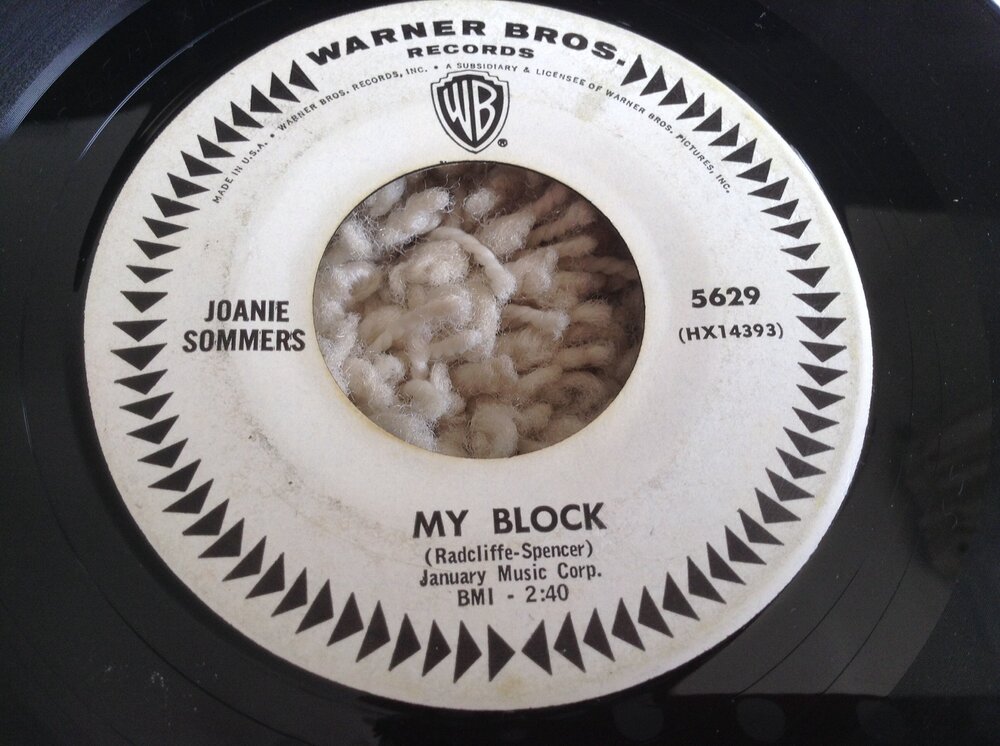 WARNER BROS.
RECORDS
MADE IN U.S.A. • WARNER BROS. RECORDS, INC. • A SUBSIDIARY & LICENSEE OF WARNER BROS. PICTURES, INC.
WB®
JOANIE
SOMMERS
5629
(HX14393)
MY BLOCK
(Radcliffe-Spencer)
January Music Corp.
BMI - 2:40